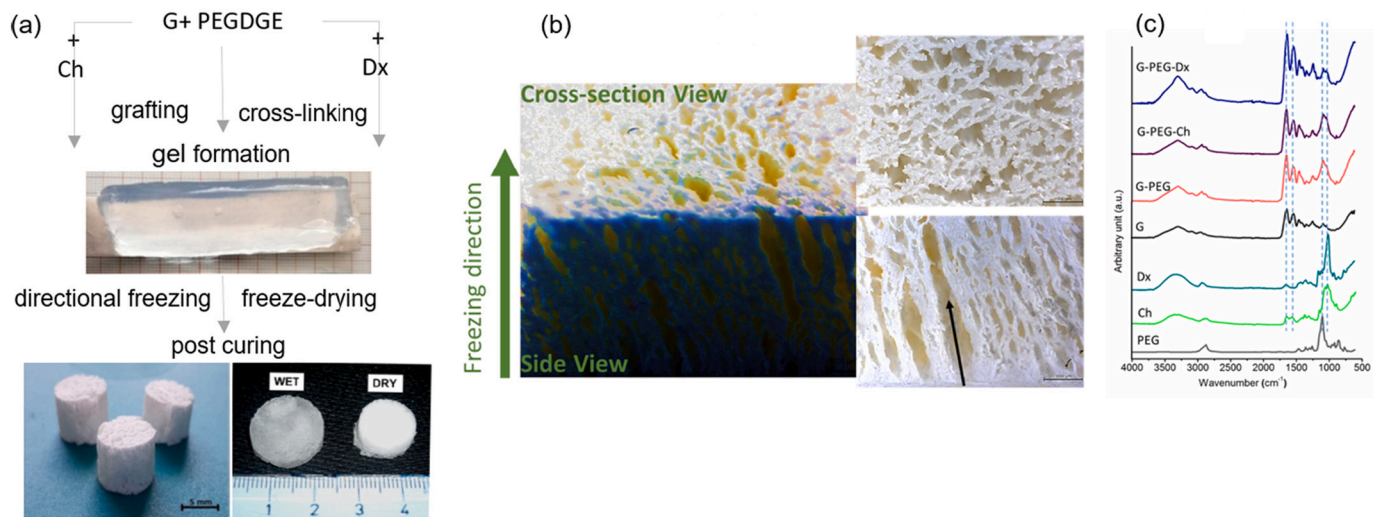 (a)
G+ PEGDGE
+
Ch
+
Dx
grafting
cross-linking
gel formation
directional freezing
freeze-drying
post curing
5 mm
WET
DRY
1 2 3 4
(b)
Freezing direction
Cross-section View
Side View
(c)
G-PEG-Dx
G-PEG-Ch
G-PEG
G
Dx
Ch
PEG
Arbitrary unit (a.u.)
4000 3500 3000 2500 2000 1500 1000 500
Wavenumber (cm⁻¹)